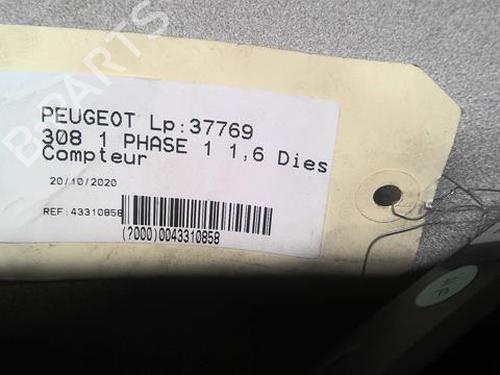 PEUGEOT Lp:37769
308 1 PHASE 1 1,6 Dies
Compteur
20/10/2020
REF:43310858
(?000)0043310858